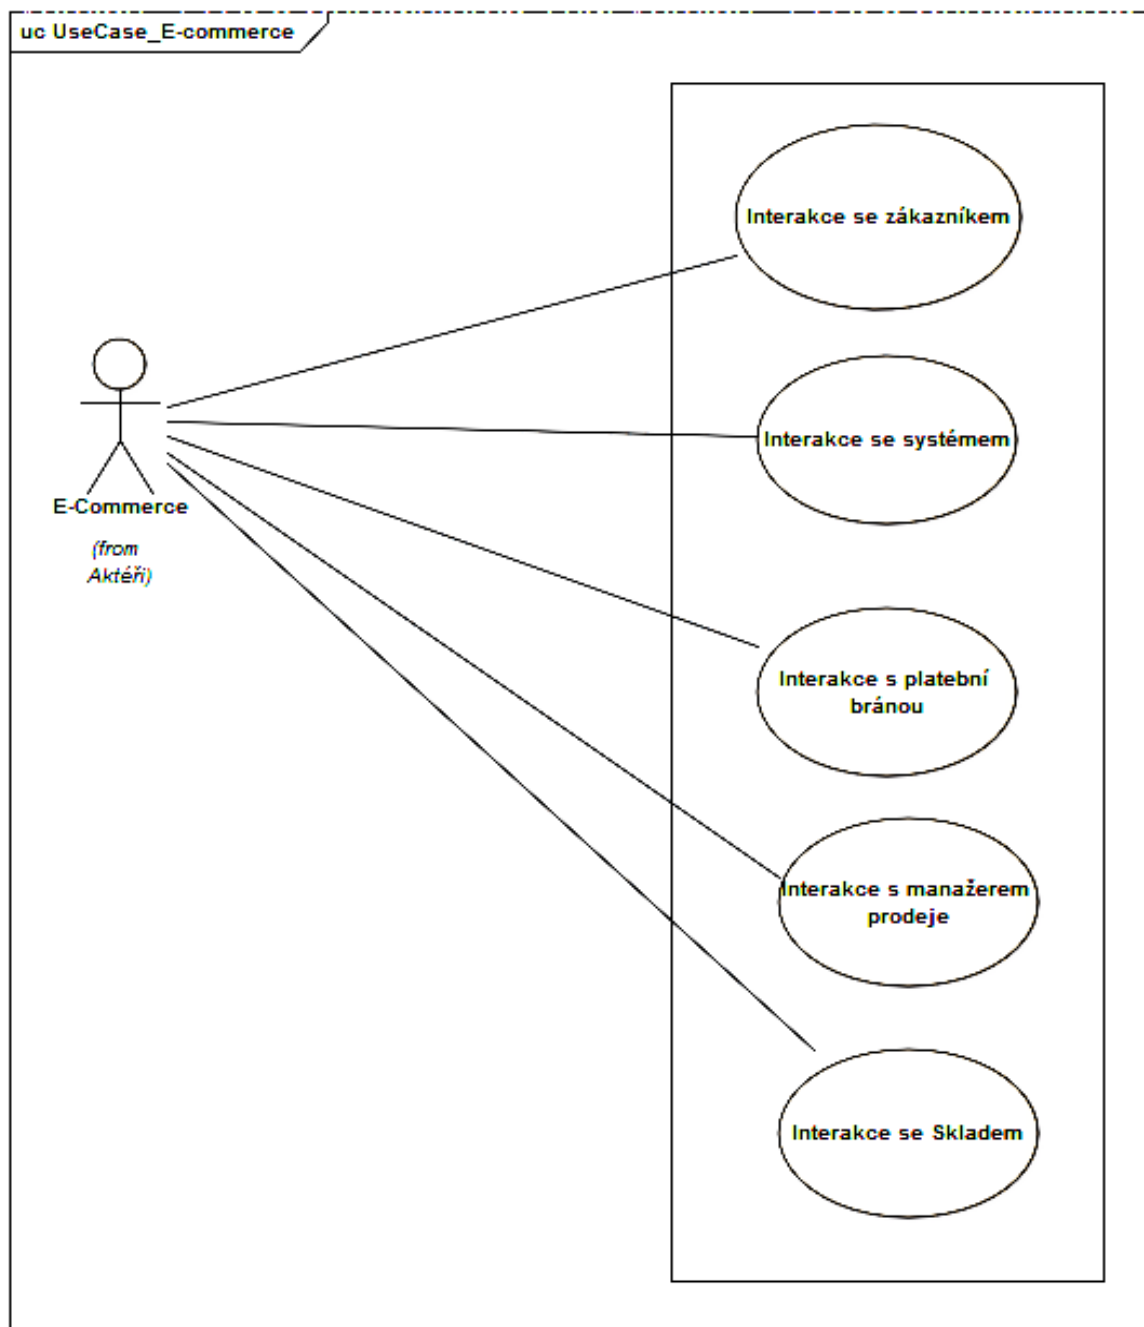 uc UseCase_E-commerce
Interakce se zákazníkem
Interakce se systémem
E-Commerce
(from
Aktéři)
Interakce s platební
bránou
Interakce s manažerem
prodeje
Interakce se Skladem